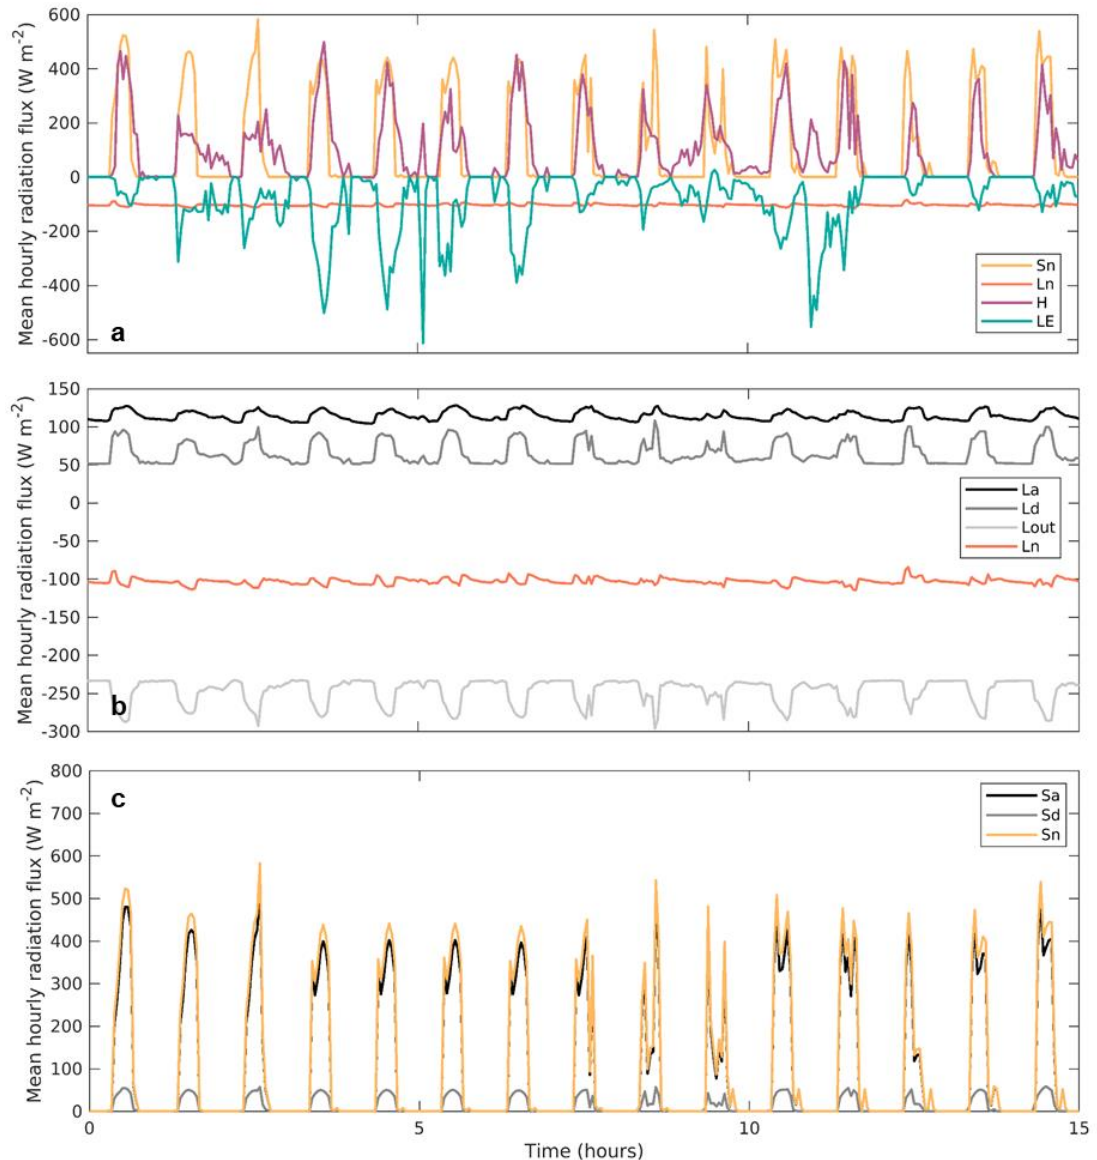 Mean hourly radiation flux (W m-2)
600
400
200
0
-200
-400
-600
a
Sn
Ln
H
LE
Mean hourly radiation flux (W m-2)
150
100
50
0
-50
-100
-150
-200
-250
-300
b
La
Ld
Lout
Ln
Mean hourly radiation flux (W m-2)
800
700
600
500
400
300
200
100
0
c
Sa
Sd
Sn
0 5 10 15
Time (hours)